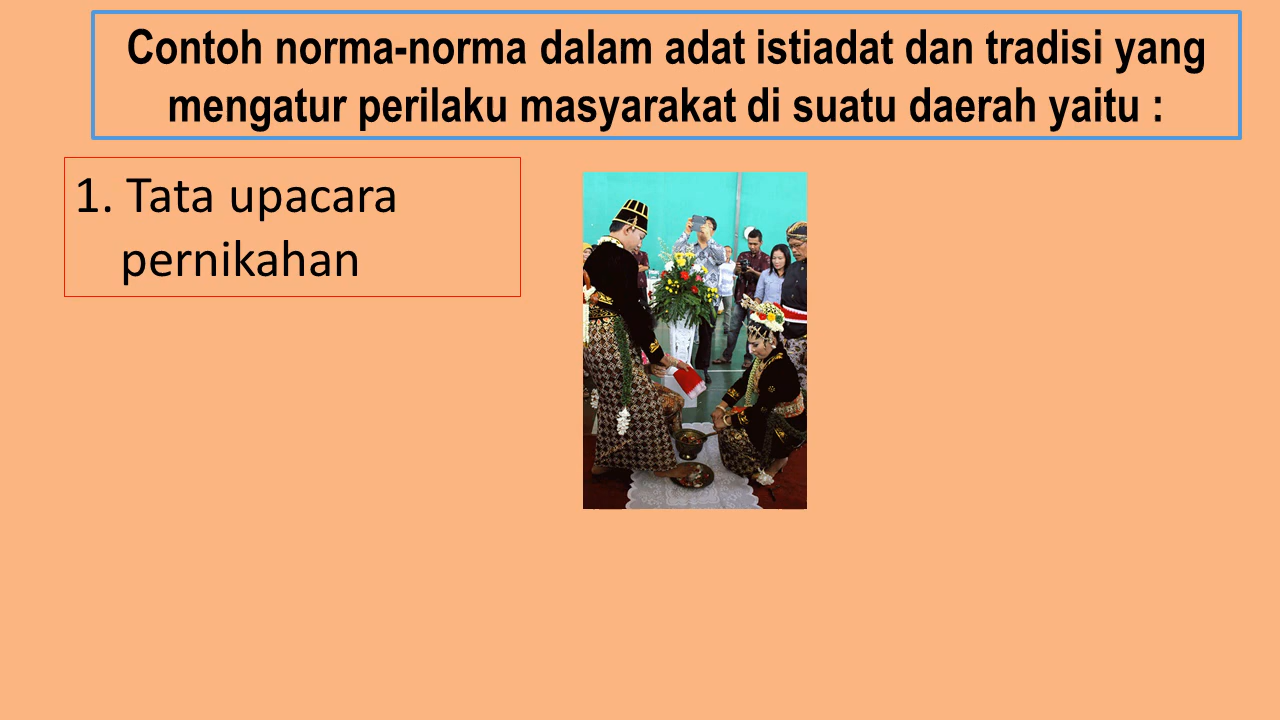 Contoh norma-norma dalam adat istiadat dan tradisi yang
mengatur perilaku masyarakat di suatu daerah yaitu :
1. Tata upacara
pernikahan